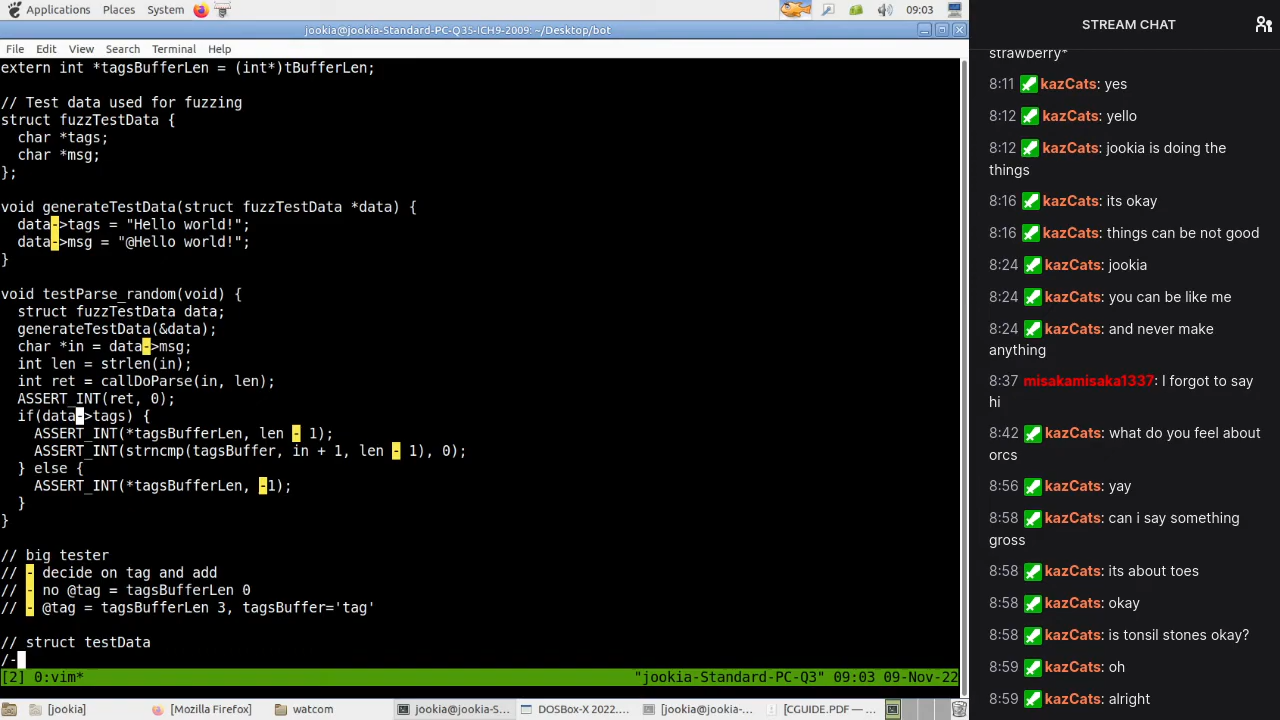 Applications Places System 09:03
jookia@jookia-Standard-PC-Q35-ICH9-2009: ~/Desktop/bot
File Edit View Search Terminal Help
extern int *tagsBufferLen = (int*)tBufferLen;
// Test data used for fuzzing
struct fuzzTestData {
char *tags;
char *msg;
};
void generateTestData(struct fuzzTestData *data) {
data->tags = "Hello world!";
data->msg = "@Hello world!";
}
void testParse_random(void) {
struct fuzzTestData data;
generateTestData(&data);
char *in = data->msg;
int len = strlen(in);
int ret = callDoParse(in, len);
ASSERT_INT(ret, 0);
if(data->tags) {
ASSERT_INT(*tagsBufferLen, len - 1);
ASSERT_INT(strncmp(tagsBuffer, in + 1, len - 1), 0);
} else {
ASSERT_INT(*tagsBufferLen, -1);
}
}
// big tester
// - decide on tag and add
// - no @tag = tagsBufferLen 0
// - @tag = tagsBufferLen 3, tagsBuffer='tag'
// struct testData
/-
[2] 0:vim* "jookia-Standard-PC-Q3" 09:03 09-Nov-22
[jookia] [Mozilla Firefox] watcom jookia@jookia-S... DOSBox-X 2022.... [jookia@jookia-... [CGUIDE.PDF — ...
STREAM CHAT
strawberry*
8:11 kazCats: yes
8:12 kazCats: yello
8:12 kazCats: jookia is doing the
things
8:16 kazCats: its okay
8:16 kazCats: things can be not good
8:24 kazCats: jookia
8:24 kazCats: you can be like me
8:24 kazCats: and never make
anything
8:37 misakamisaka1337: I forgot to say
hi
8:42 kazCats: what do you feel about
orcs
8:56 kazCats: yay
8:58 kazCats: can i say something
gross
8:58 kazCats: its about toes
8:58 kazCats: okay
8:58 kazCats: is tonsil stones okay?
8:59 kazCats: oh
8:59 kazCats: alright